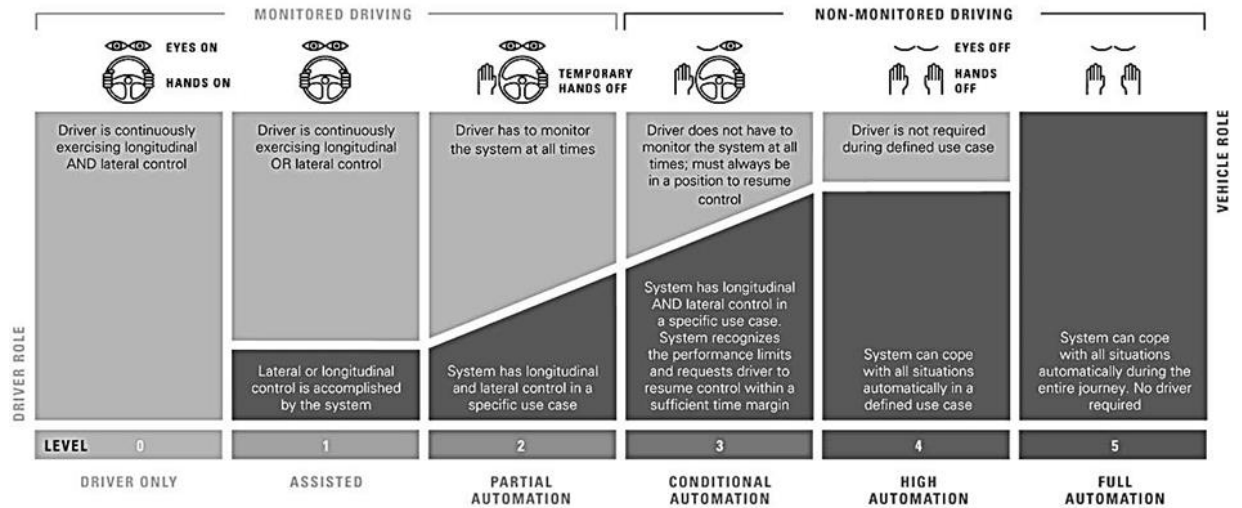 MONITORED DRIVING
NON-MONITORED DRIVING
EYES ON
HANDS ON
TEMPORARY
HANDS OFF
EYES OFF
HANDS
OFF
Driver is continuously
exercising longitudinal
AND lateral control
Driver is continuously
exercising longitudinal
OR lateral control
Driver has to monitor
the system at all times
Driver does not have to
monitor the system at all
times; must always be
in a position to resume
control
Driver is not required
during defined use case
VEHICLE ROLE
DRIVER ROLE
Lateral or longitudinal
control is accomplished
by the system
System has longitudinal
and lateral control in a
specific use case
System has longitudinal
AND lateral control in
a specific use case.
System recognizes
the performance limits
and requests driver to
resume control within a
sufficient time margin
System can cope
with all situations
automatically in a
defined use case
System can cope
with all situations
automatically during the
entire journey. No driver
required
LEVEL 0 1 2 3 4 5
DRIVER ONLY
ASSISTED
PARTIAL
AUTOMATION
CONDITIONAL
AUTOMATION
HIGH
AUTOMATION
FULL
AUTOMATION